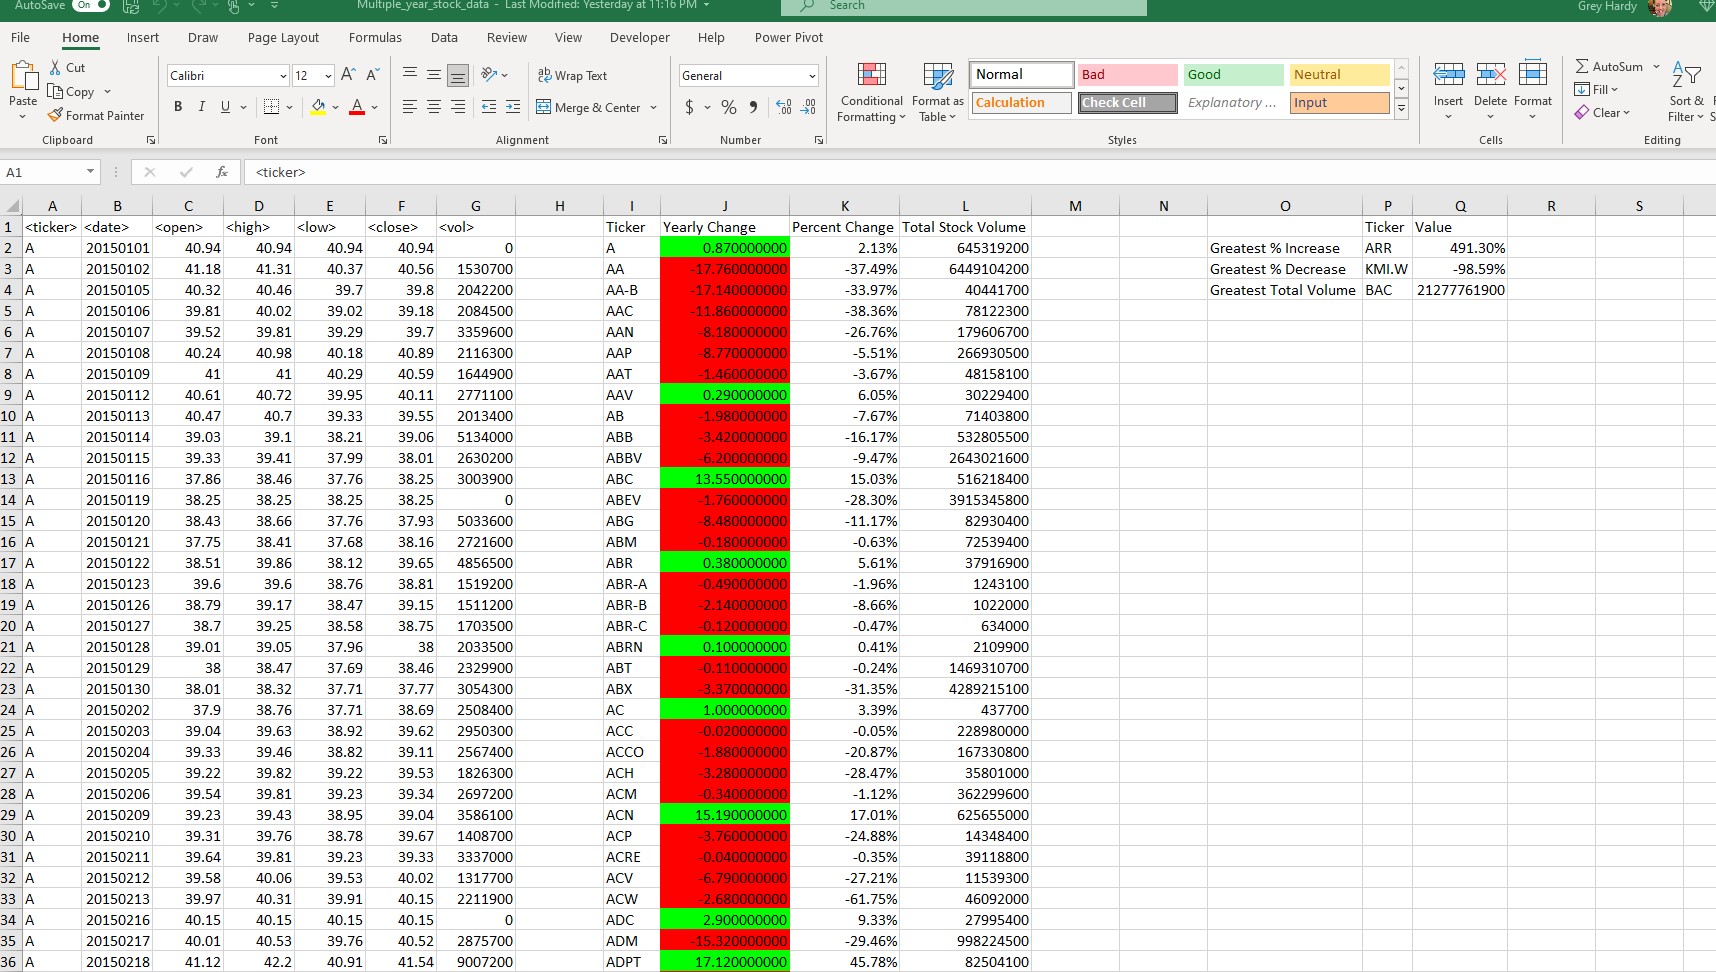 AutoSave On Multiple_year_stock_data - Last Modified: Yesterday at 11:16 PM Search Grey Hardy
File Home Insert Draw Page Layout Formulas Data Review View Developer Help Power Pivot
Paste Cut Copy Format Painter Clipboard
Calibri 12 B I U A Font
Wrap Text Merge & Center Alignment
General $ % Number
Conditional Formatting Format as Table Normal Bad Good Neutral Calculation Check Cell Explanatory ... Input Styles
Insert Delete Format Cells
AutoSum Fill Clear Sort & Filter Editing
A1 fx <ticker>
A B C D E F G H I J K L M N O P Q R S
1 <ticker> <date> <open> <high> <low> <close> <vol> Ticker Yearly Change Percent Change Total Stock Volume Ticker Value
2 A 20150101 40.94 40.94 40.94 40.94 0 A 0.870000000 2.13% 645319200 Greatest % Increase ARR 491.30%
3 A 20150102 41.18 41.31 40.37 40.56 1530700 AA -17.760000000 -37.49% 6449104200 Greatest % Decrease KMI.W -98.59%
4 A 20150105 40.32 40.46 39.7 39.8 2042200 AA-B -17.140000000 -33.97% 40441700 Greatest Total Volume BAC 21277761900
5 A 20150106 39.81 40.02 39.02 39.18 2084500 AAC -11.860000000 -38.36% 78122300
6 A 20150107 39.52 39.81 39.29 39.7 3359600 AAN -8.180000000 -26.76% 179606700
7 A 20150108 40.24 40.98 40.18 40.89 2116300 AAP -8.770000000 -5.51% 266930500
8 A 20150109 41 41 40.29 40.59 1644900 AAT -1.460000000 -3.67% 48158100
9 A 20150112 40.61 40.72 39.95 40.11 2771100 AAV 0.290000000 6.05% 30229400
10 A 20150113 40.47 40.7 39.33 39.55 2013400 AB -1.980000000 -7.67% 71403800
11 A 20150114 39.03 39.1 38.21 39.06 5134000 ABB -3.420000000 -16.17% 532805500
12 A 20150115 39.33 39.41 37.99 38.01 2630200 ABBV -6.200000000 -9.47% 2643021600
13 A 20150116 37.86 38.46 37.76 38.25 3003900 ABC 13.550000000 15.03% 516218400
14 A 20150119 38.25 38.25 38.25 38.25 0 ABEV -1.760000000 -28.30% 3915345800
15 A 20150120 38.43 38.66 37.76 37.93 5033600 ABG -8.480000000 -11.17% 82930400
16 A 20150121 37.75 38.41 37.68 38.16 2721600 ABM -0.180000000 -0.63% 72539400
17 A 20150122 38.51 39.86 38.12 39.65 4856500 ABR 0.380000000 5.61% 37916900
18 A 20150123 39.6 39.6 38.76 38.81 1519200 ABR-A -0.490000000 -1.96% 1243100
19 A 20150126 38.79 39.17 38.47 39.15 1511200 ABR-B -2.140000000 -8.66% 1022000
20 A 20150127 38.7 39.25 38.58 38.75 1703500 ABR-C -0.120000000 -0.47% 634000
21 A 20150128 39.01 39.05 37.96 38 2033500 ABRN 0.100000000 0.41% 2109900
22 A 20150129 38 38.47 37.69 38.46 2329900 ABT -0.110000000 -0.24% 1469310700
23 A 20150130 38.01 38.32 37.71 37.77 3054300 ABX -3.370000000 -31.35% 4289215100
24 A 20150202 37.9 38.76 37.71 38.69 2508400 AC 1.000000000 3.39% 437700
25 A 20150203 39.04 39.63 38.92 39.62 2950300 ACC -0.020000000 -0.05% 228980000
26 A 20150204 39.33 39.46 38.82 39.11 2567400 ACCO -1.880000000 -20.87% 167330800
27 A 20150205 39.22 39.82 39.22 39.53 1826300 ACH -3.280000000 -28.47% 35801000
28 A 20150206 39.54 39.81 39.23 39.34 2697200 ACM -0.340000000 -1.12% 362299600
29 A 20150209 39.23 39.43 38.95 39.04 3586100 ACN 15.190000000 17.01% 625655000
30 A 20150210 39.31 39.76 38.78 39.67 1408700 ACP -3.760000000 -24.88% 14348400
31 A 20150211 39.64 39.81 39.23 39.33 3337000 ACRE -0.040000000 -0.35% 39118800
32 A 20150212 39.58 40.06 39.53 40.02 1317700 ACV -6.790000000 -27.21% 11539300
33 A 20150213 39.97 40.31 39.91 40.15 2211900 ACW -2.680000000 -61.75% 46092000
34 A 20150216 40.15 40.15 40.15 40.15 0 ADC 2.900000000 9.33% 27995400
35 A 20150217 40.01 40.53 39.76 40.52 2875700 ADM -15.320000000 -29.46% 998224500
36 A 20150218 41.12 42.2 40.91 41.54 9007200 ADPT 17.120000000 45.78% 82504100